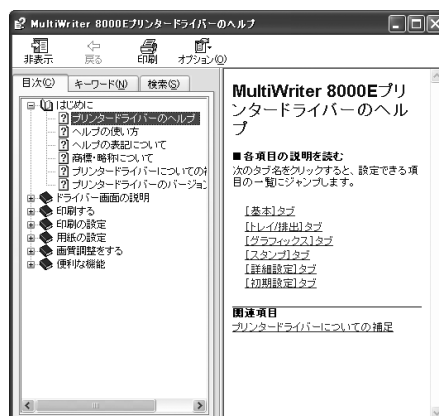 MultiWriter 8000Eプリンタードライバーのヘルプ
非表示 戻る 印刷 オプション(O)
目次(C) キーワード(N) 検索(S)
はじめに
プリンタードライバーのヘルプ
ヘルプの使い方
ヘルプの表記について
商標・略称について
プリンタードライバーについての
プリンタードライバーのバージョン
ドライバー画面の説明
印刷する
印刷の設定
用紙の設定
画質調整をする
便利な機能
MultiWriter 8000Eプリ
ンタードライバーのヘル
プ
■各項目の説明を読む
次のタブ名をクリックすると、設定できる項
目の一覧にジャンプします。
[基本]タブ
[トレイ/排出]タブ
[グラフィックス]タブ
[スタンプ]タブ
[詳細設定]タブ
[初期設定]タブ
関連項目
プリンタードライバーについての補足